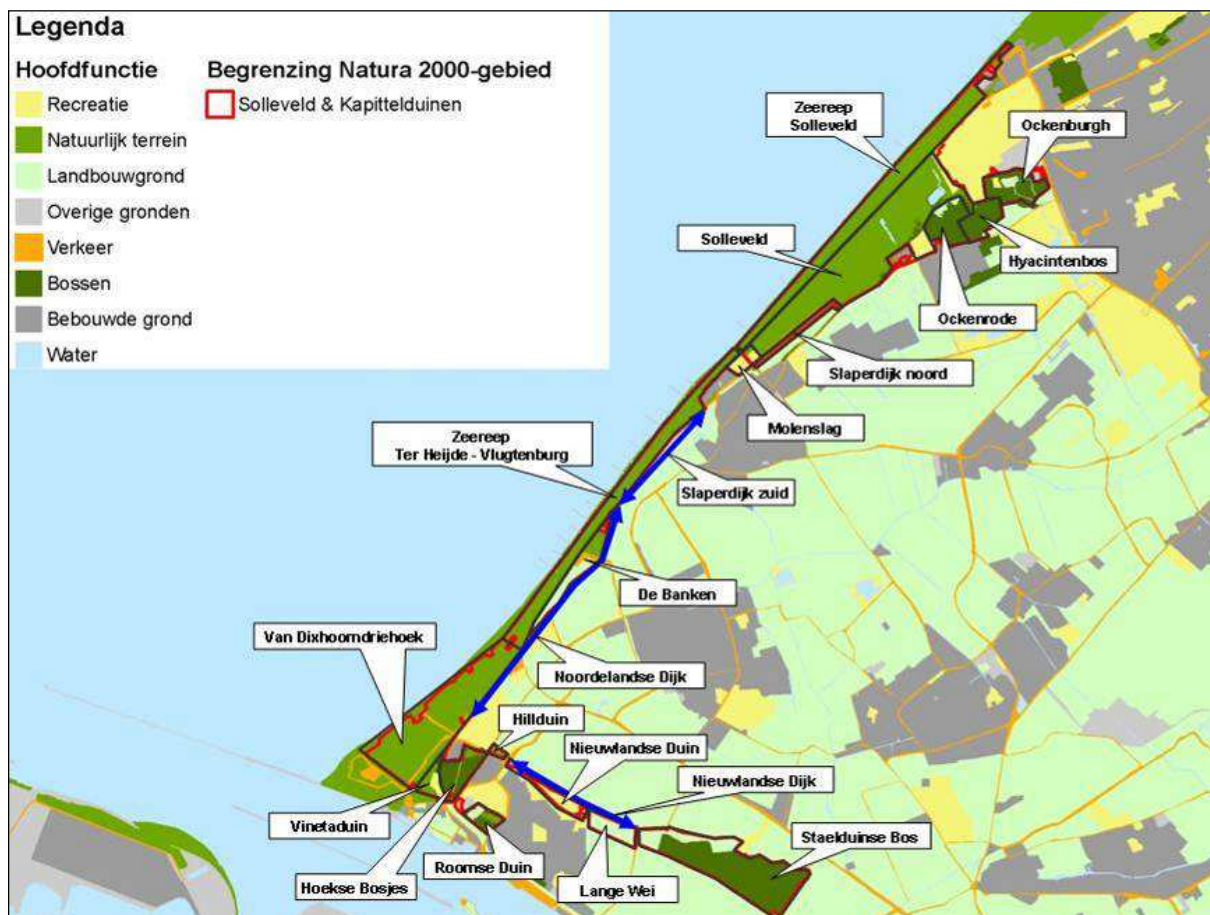 Legenda
Hoofdfunctie
Recreatie
Natuurlijk terrein
Landbouwgrond
Overige gronden
Verkeer
Bossen
Bebouwde grond
Water
Begrenzing Natura 2000-gebied
Solleveld & Kapittelduinen
Zeereep
Solleveld
Ockenburgh
Solleveld
Hyacintenbos
Ockenrode
Slaperdijk noord
Molenslag
Zeereep
Ter Heijde - Vlugtenburg
Slaperdijk zuid
De Banken
Van Dixhoorndriehoek
Noordelandse Dijk
Hillduin
Nieuwlandse Duin
Nieuwlandse Dijk
Vinetaduin
Staelduinse Bos
Roomse Duin
Hoekse Bosjes
Lange Wei